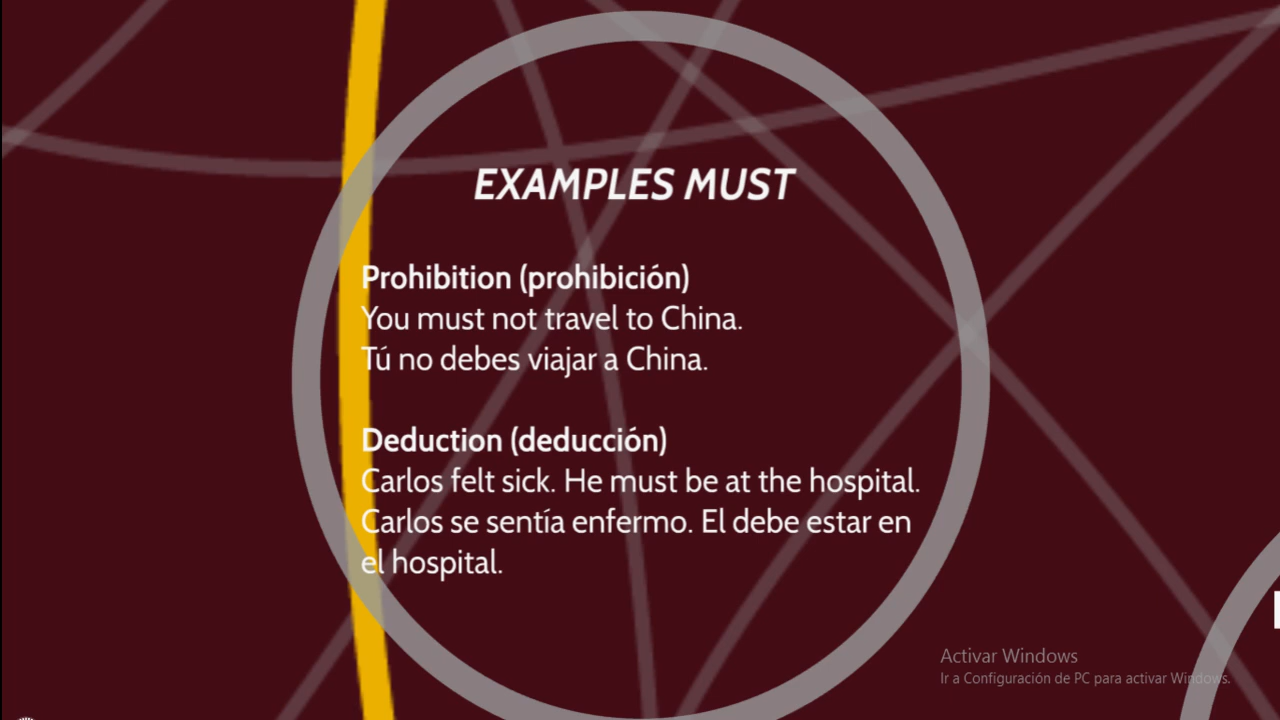 EXAMPLES MUST
Prohibition (prohibición)
You must not travel to China.
Tú no debes viajar a China.
Deduction (deducción)
Carlos felt sick. He must be at the hospital.
Carlos se sentía enfermo. El debe estar en
el hospital.
Activar Windows
Ir a Configuración de PC para activar Windows.